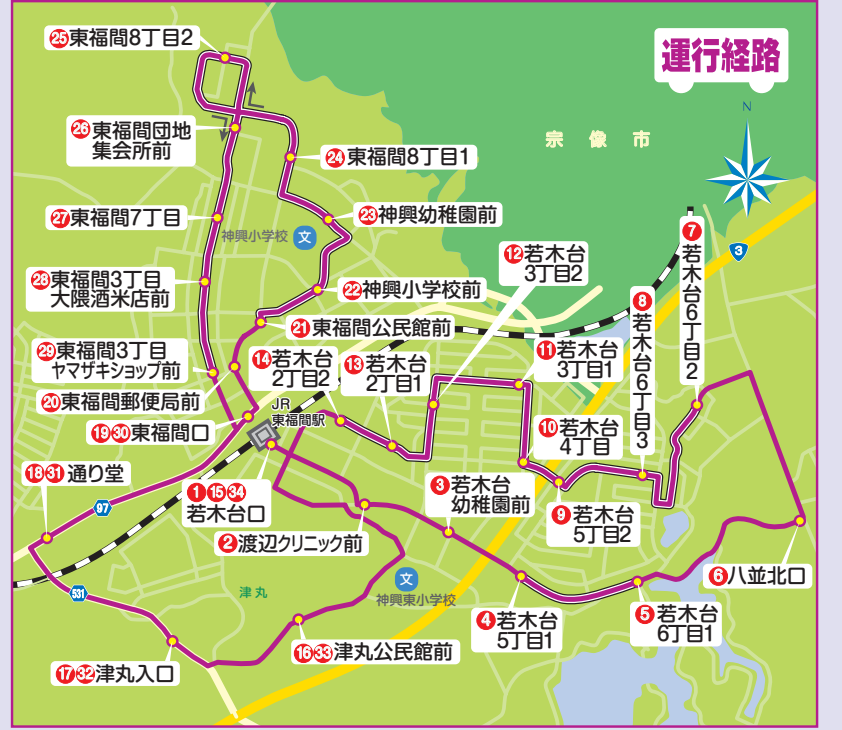 運行経路
N
宗像市
3
㉕東福間8丁目2
㉖東福間団地
集会所前
㉔東福間8丁目1
㉗東福間7丁目
㉓神興幼稚園前
神興小学校
文
㉘東福間3丁目
大隈酒米店前
㉒神興小学校前
㉑東福間公民館前
㉙東福間3丁目
ヤマザキショップ前
⑳東福間郵便局前
⑲㉚東福間口
JR
東福間駅
⑭若木台
2丁目2
⑬若木台
2丁目1
⑫若木台
3丁目2
⑪若木台
3丁目1
⑩若木台
4丁目
⑨若木台
5丁目2
⑧若木台6丁目3
⑦若木台6丁目2
⑱㉛通り堂
97
①⑮㉞
若木台口
②渡辺クリニック前
③若木台
幼稚園前
④若木台
5丁目1
⑤若木台
6丁目1
⑥八並北口
531
津丸
文
神興東小学校
⑯㉝津丸公民館前
⑰㉜津丸入口